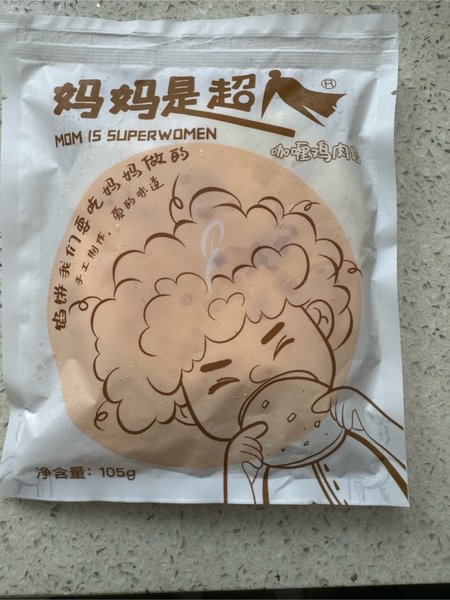 妈妈是超人
®
MOM IS SUPERWOMEN
咖喱鸡肉馅
馅饼我们要吃妈妈做的
手工制作，爱的味道
净含量：105g